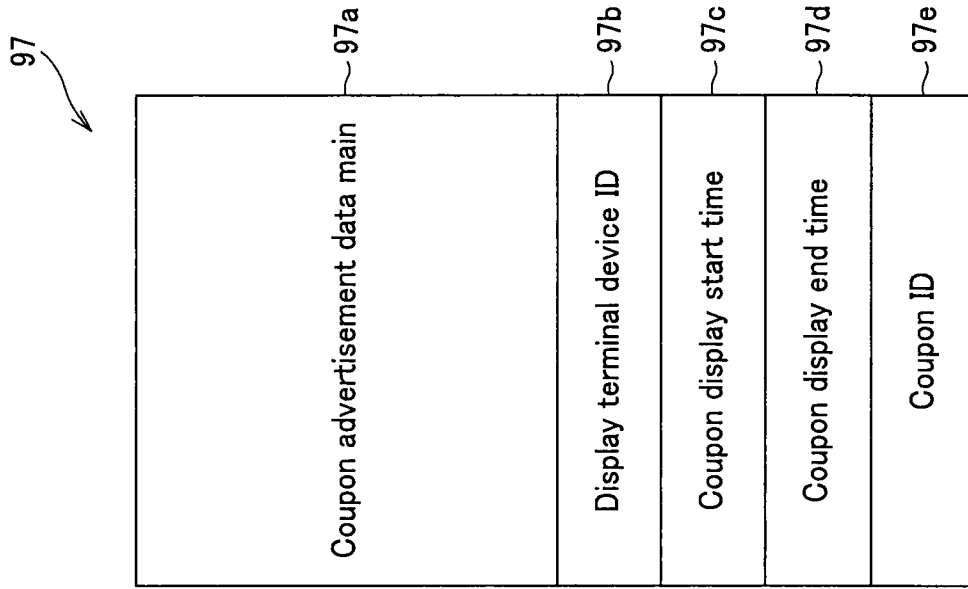 97
Coupon advertisement data main
97a
Display terminal device ID
97b
Coupon display start time
97c
Coupon display end time
97d
Coupon ID
97e